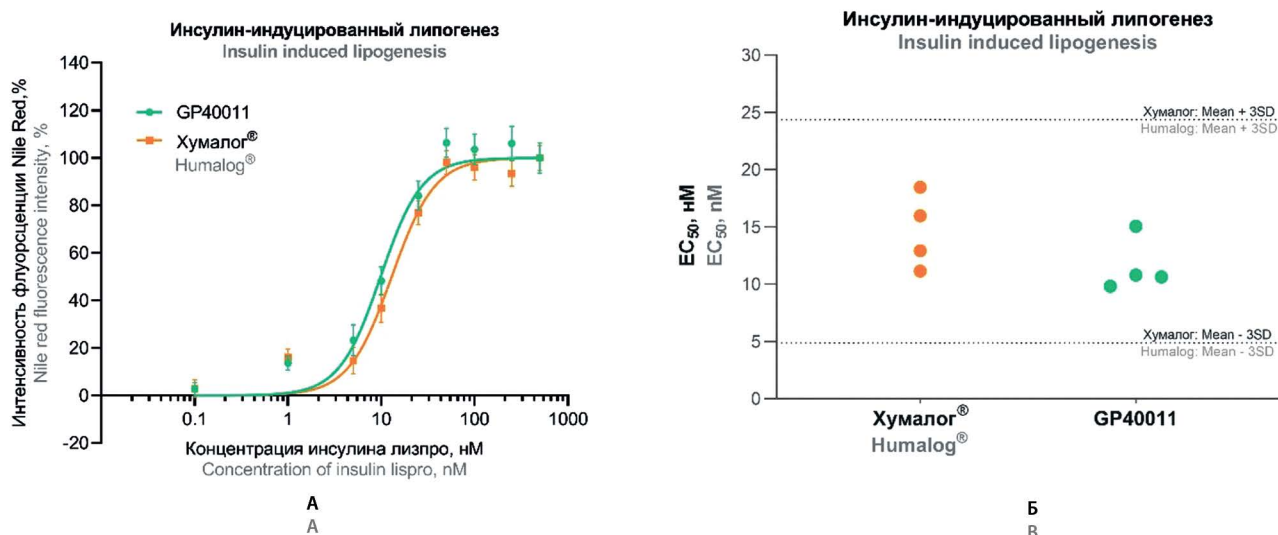 Инсулин-индуцированный липогенез
Insulin induced lipogenesis
Интенсивность флуорсценции Nile Red,%
Nile red fluorescence intensity, %
140
120
100
80
60
40
20
0
-20
GP40011
Хумалог®
Humalog®
0.1 1 10 100 1000
Концентрация инсулина лизпро, нМ
Concentration of insulin lispro, nM
А
A
Инсулин-индуцированный липогенез
Insulin induced lipogenesis
EC50, нМ
EC50, nM
30
25
20
15
10
5
0
Хумалог: Mean + 3SD
Humalog: Mean + 3SD
Хумалог: Mean - 3SD
Humalog: Mean - 3SD
Хумалог® GP40011
Humalog®
Б
B